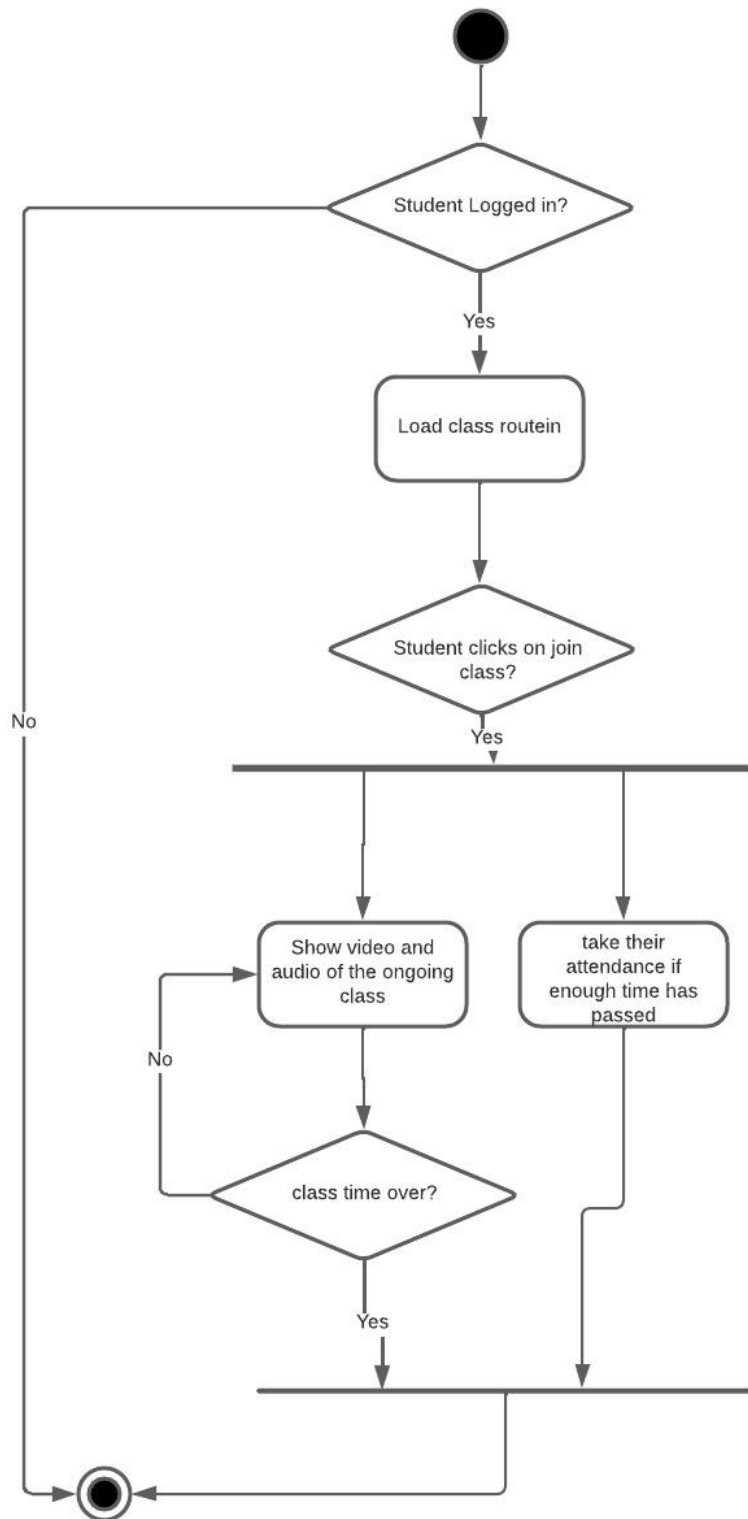 Student Logged in?
Yes
Load class routein
Student clicks on join
class?
No
Yes
Show video and
audio of the ongoing
class
take their
attendance if
enough time has
passed
No
class time over?
Yes